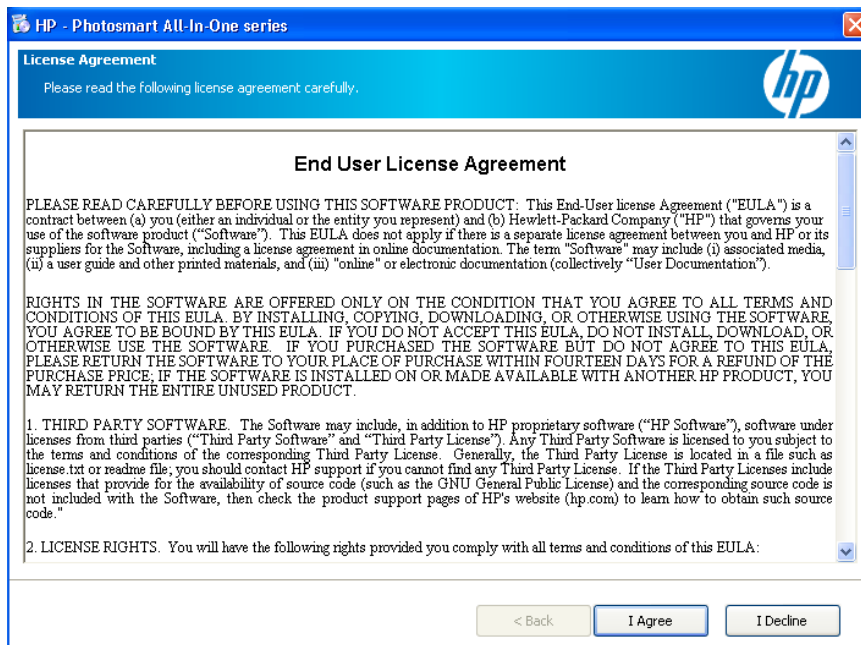 HP - Photosmart All-In-One series
License Agreement
Please read the following license agreement carefully.
hp
End User License Agreement
PLEASE READ CAREFULLY BEFORE USING THIS SOFTWARE PRODUCT: This End-User license Agreement ("EULA") is a
contract between (a) you (either an individual or the entity you represent) and (b) Hewlett-Packard Company ("HP") that governs your
use of the software product (“Software”). This EULA does not apply if there is a separate license agreement between you and HP or its
suppliers for the Software, including a license agreement in online documentation. The term "Software" may include (i) associated media,
(ii) a user guide and other printed materials, and (iii) "online" or electronic documentation (collectively “User Documentation”).
RIGHTS IN THE SOFTWARE ARE OFFERED ONLY ON THE CONDITION THAT YOU AGREE TO ALL TERMS AND
CONDITIONS OF THIS EULA. BY INSTALLING, COPYING, DOWNLOADING, OR OTHERWISE USING THE SOFTWARE,
YOU AGREE TO BE BOUND BY THIS EULA. IF YOU DO NOT ACCEPT THIS EULA, DO NOT INSTALL, DOWNLOAD, OR
OTHERWISE USE THE SOFTWARE. IF YOU PURCHASED THE SOFTWARE BUT DO NOT AGREE TO THIS EULA,
PLEASE RETURN THE SOFTWARE TO YOUR PLACE OF PURCHASE WITHIN FOURTEEN DAYS FOR A REFUND OF THE
PURCHASE PRICE; IF THE SOFTWARE IS INSTALLED ON OR MADE AVAILABLE WITH ANOTHER HP PRODUCT, YOU
MAY RETURN THE ENTIRE UNUSED PRODUCT.
1. THIRD PARTY SOFTWARE. The Software may include, in addition to HP proprietary software (“HP Software”), software under
licenses from third parties (“Third Party Software” and “Third Party License”). Any Third Party Software is licensed to you subject to
the terms and conditions of the corresponding Third Party License. Generally, the Third Party License is located in a file such as
license.txt or readme file; you should contact HP support if you cannot find any Third Party License. If the Third Party Licenses include
licenses that provide for the availability of source code (such as the GNU General Public License) and the corresponding source code is
not included with the Software, then check the product support pages of HP's website (hp.com) to learn how to obtain such source
code."
2. LICENSE RIGHTS. You will have the following rights provided you comply with all terms and conditions of this EULA:
< Back
I Agree
I Decline